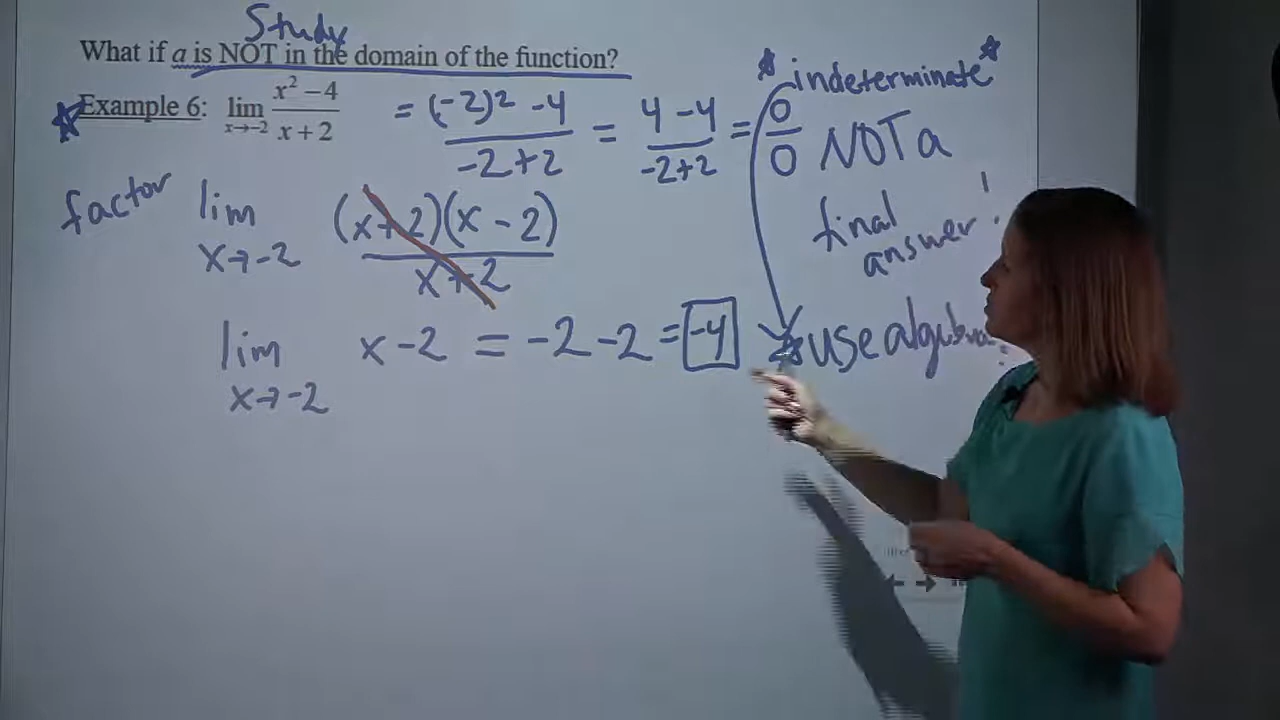 Study
What if a is NOT in the domain of the function?
*indeterminate*
Example 6: lim x→-2 (x² − 4)/(x + 2) = ((-2)² - 4)/(-2+2) = (4-4)/(-2+2) = 0/0 NOT a
final
answer!
factor lim x→-2 ((x+2)(x-2))/(x+2)
lim x→-2 x-2 = -2-2 = -4 use